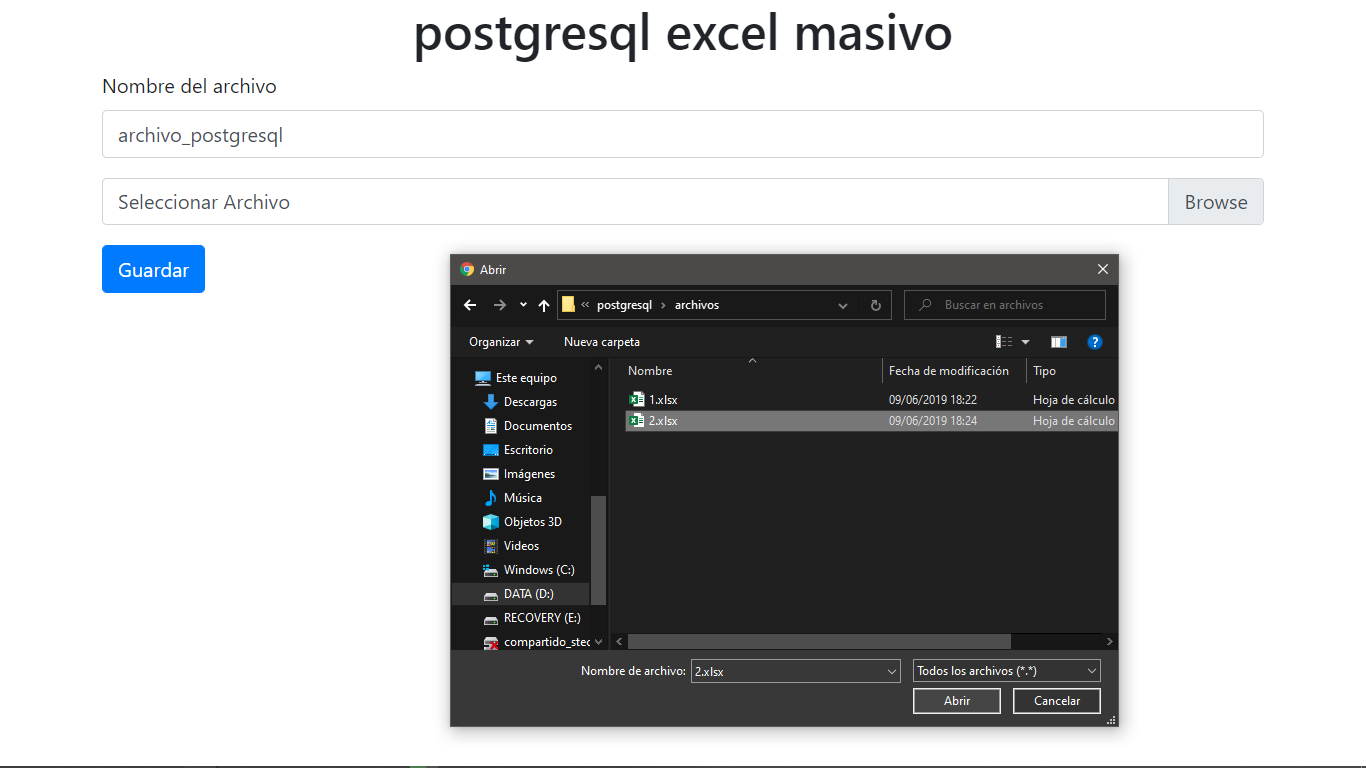 postgresql excel masivo
Nombre del archivo
archivo_postgresql
Seleccionar Archivo Browse
Guardar
Abrir
« postgresql › archivos Buscar en archivos
Organizar Nueva carpeta ?
Este equipo
Descargas
Documentos
Escritorio
Imágenes
Música
Objetos 3D
Videos
Windows (C:)
DATA (D:)
RECOVERY (E:)
compartido_stec
Nombre Fecha de modificación Tipo
1.xlsx 09/06/2019 18:22 Hoja de cálculo
2.xlsx 09/06/2019 18:24 Hoja de cálculo
Nombre de archivo: 2.xlsx Todos los archivos (*.*)
Abrir Cancelar